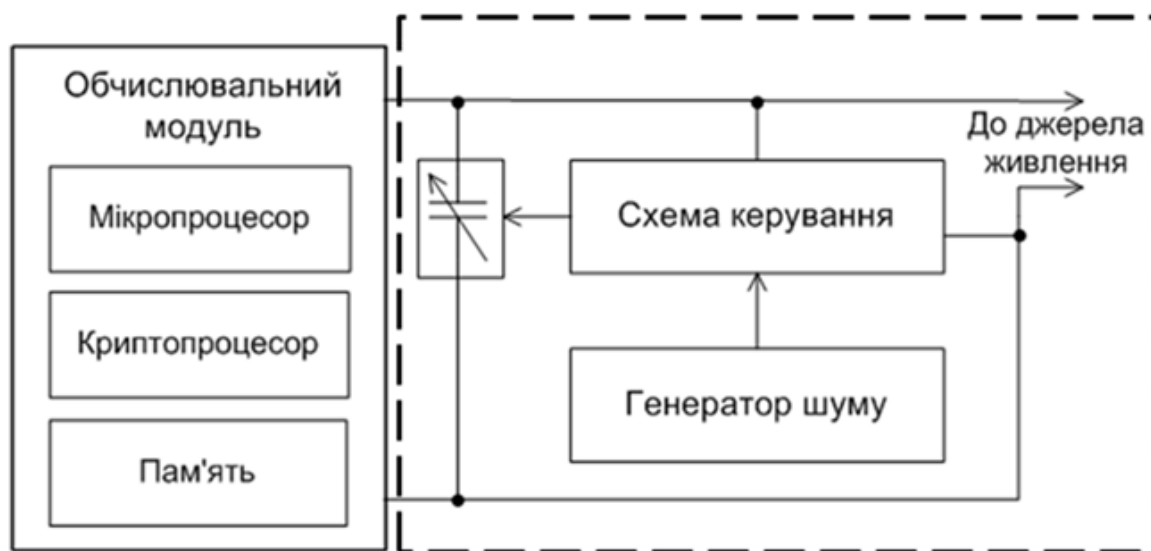 Обчислювальний
модуль
Мікропроцесор
Криптопроцесор
Пам'ять
Схема керування
Генератор шуму
До джерела
живлення